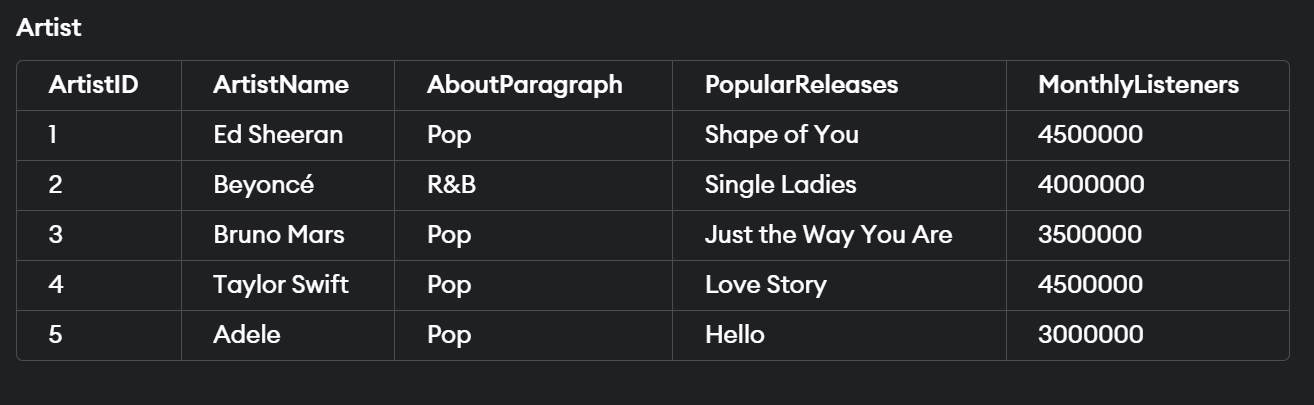 Artist
ArtistID ArtistName AboutParagraph PopularReleases MonthlyListeners
1 Ed Sheeran Pop Shape of You 4500000
2 Beyoncé R&B Single Ladies 4000000
3 Bruno Mars Pop Just the Way You Are 3500000
4 Taylor Swift Pop Love Story 4500000
5 Adele Pop Hello 3000000